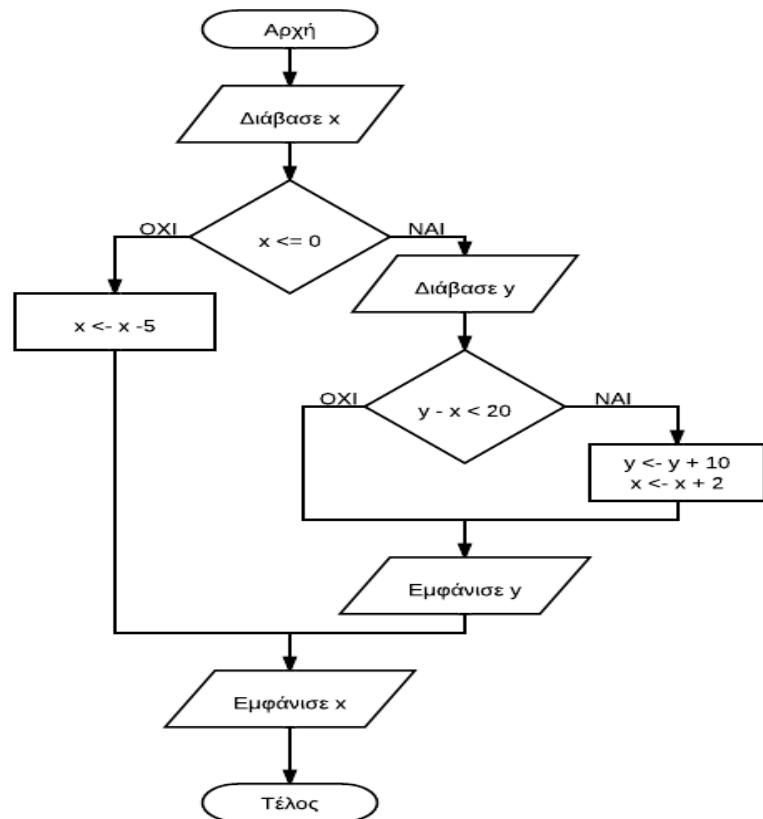 Αρχή
Διάβασε x
x <= 0
ΟΧΙ
ΝΑΙ
x <- x -5
Διάβασε y
y - x < 20
ΟΧΙ
ΝΑΙ
y <- y + 10
x <- x + 2
Εμφάνισε y
Εμφάνισε x
Τέλος